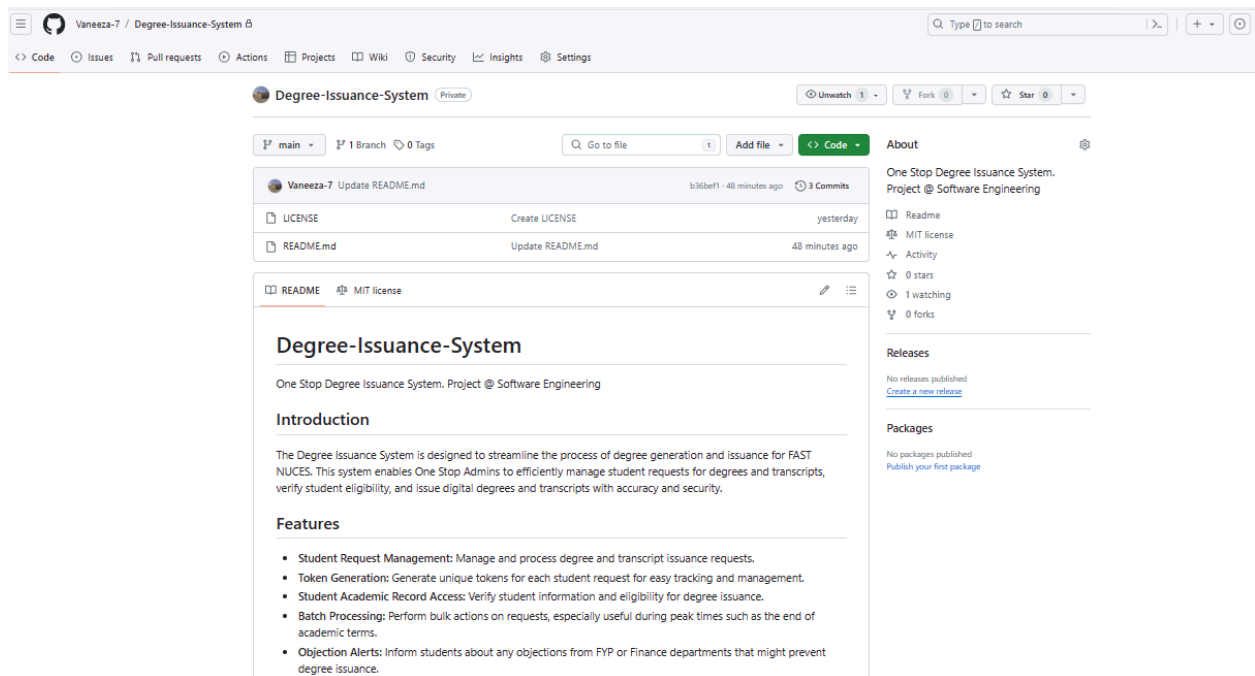 Vaneeza-7 / Degree-Issuance-System
Type / to search
Code Issues Pull requests Actions Projects Wiki Security Insights Settings
Degree-Issuance-System Private
Unwatch 1 Fork 0 Star 0
main 1 Branch 0 Tags Go to file t Add file Code
Vaneeza-7 Update README.md b36bef1 · 48 minutes ago 3 Commits
LICENSE Create LICENSE yesterday
README.md Update README.md 48 minutes ago
README MIT license
Degree-Issuance-System
One Stop Degree Issuance System. Project @ Software Engineering
Introduction
The Degree Issuance System is designed to streamline the process of degree generation and issuance for FAST
NUCES. This system enables One Stop Admins to efficiently manage student requests for degrees and transcripts,
verify student eligibility, and issue digital degrees and transcripts with accuracy and security.
Features
• Student Request Management: Manage and process degree and transcript issuance requests.
• Token Generation: Generate unique tokens for each student request for easy tracking and management.
• Student Academic Record Access: Verify student information and eligibility for degree issuance.
• Batch Processing: Perform bulk actions on requests, especially useful during peak times such as the end of
academic terms.
• Objection Alerts: Inform students about any objections from FYP or Finance departments that might prevent
degree issuance.
About
One Stop Degree Issuance System.
Project @ Software Engineering
Readme
MIT license
Activity
0 stars
1 watching
0 forks
Releases
No releases published
Create a new release
Packages
No packages published
Publish your first package